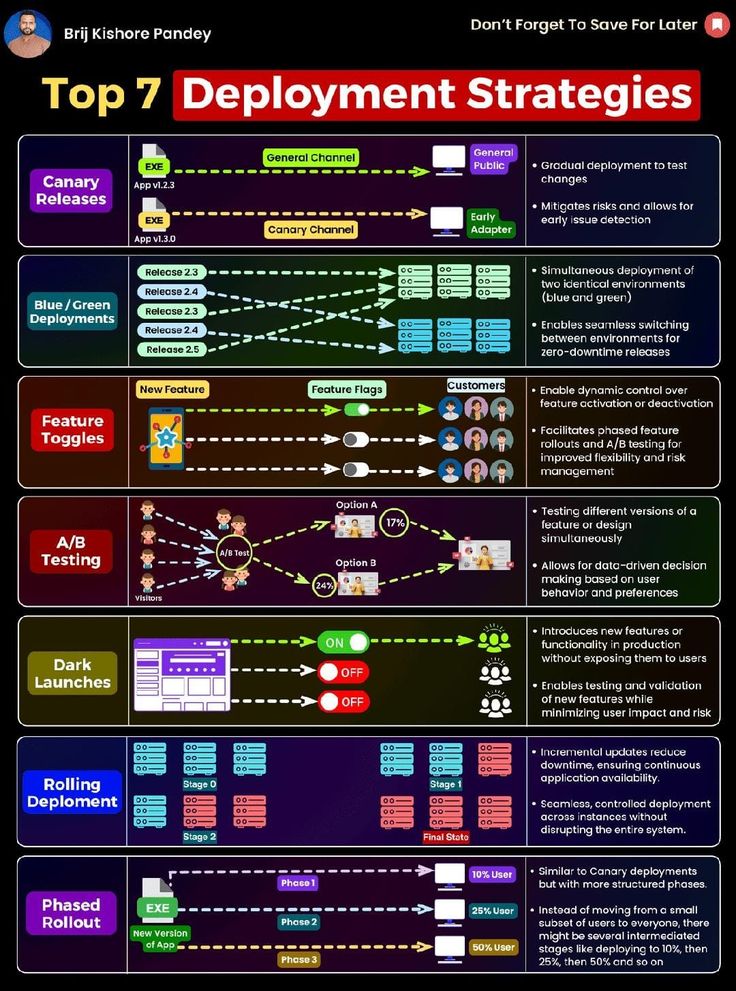 Brij Kishore Pandey
Don't Forget To Save For Later
Top 7 Deployment Strategies
Canary
Releases
EXE
App v1.2.3
General Channel
General
Public
EXE
App v1.3.0
Canary Channel
Early
Adapter
• Gradual deployment to test
changes
• Mitigates risks and allows for
early issue detection
Blue / Green
Deployments
Release 2.3
Release 2.4
Release 2.3
Release 2.4
Release 2.5
• Simultaneous deployment of
two identical environments
(blue and green)
• Enables seamless switching
between environments for
zero-downtime releases
Feature
Toggles
New Feature
Feature Flags
Customers
• Enable dynamic control over
feature activation or deactivation
• Facilitates phased feature
rollouts and A/B testing for
improved flexibility and risk
management
A/B
Testing
Visitors
A/B Test
Option A
17%
Option B
24%
• Testing different versions of a
feature or design
simultaneously
• Allows for data-driven decision
making based on user
behavior and preferences
Dark
Launches
ON
OFF
OFF
• Introduces new features or
functionality in production
without exposing them to users
• Enables testing and validation
of new features while
minimizing user impact and risk
Rolling
Deploment
Stage 0
Stage 1
Stage 2
Final State
• Incremental updates reduce
downtime, ensuring continuous
application availability.
• Seamless, controlled deployment
across instances without
disrupting the entire system.
Phased
Rollout
EXE
New Version
of App
Phase 1
10% User
Phase 2
25% User
Phase 3
50% User
• Similar to Canary deployments
but with more structured phases.
• Instead of moving from a small
subset of users to everyone, there
might be several intermediated
stages like deploying to 10%, then
25%, then 50% and so on